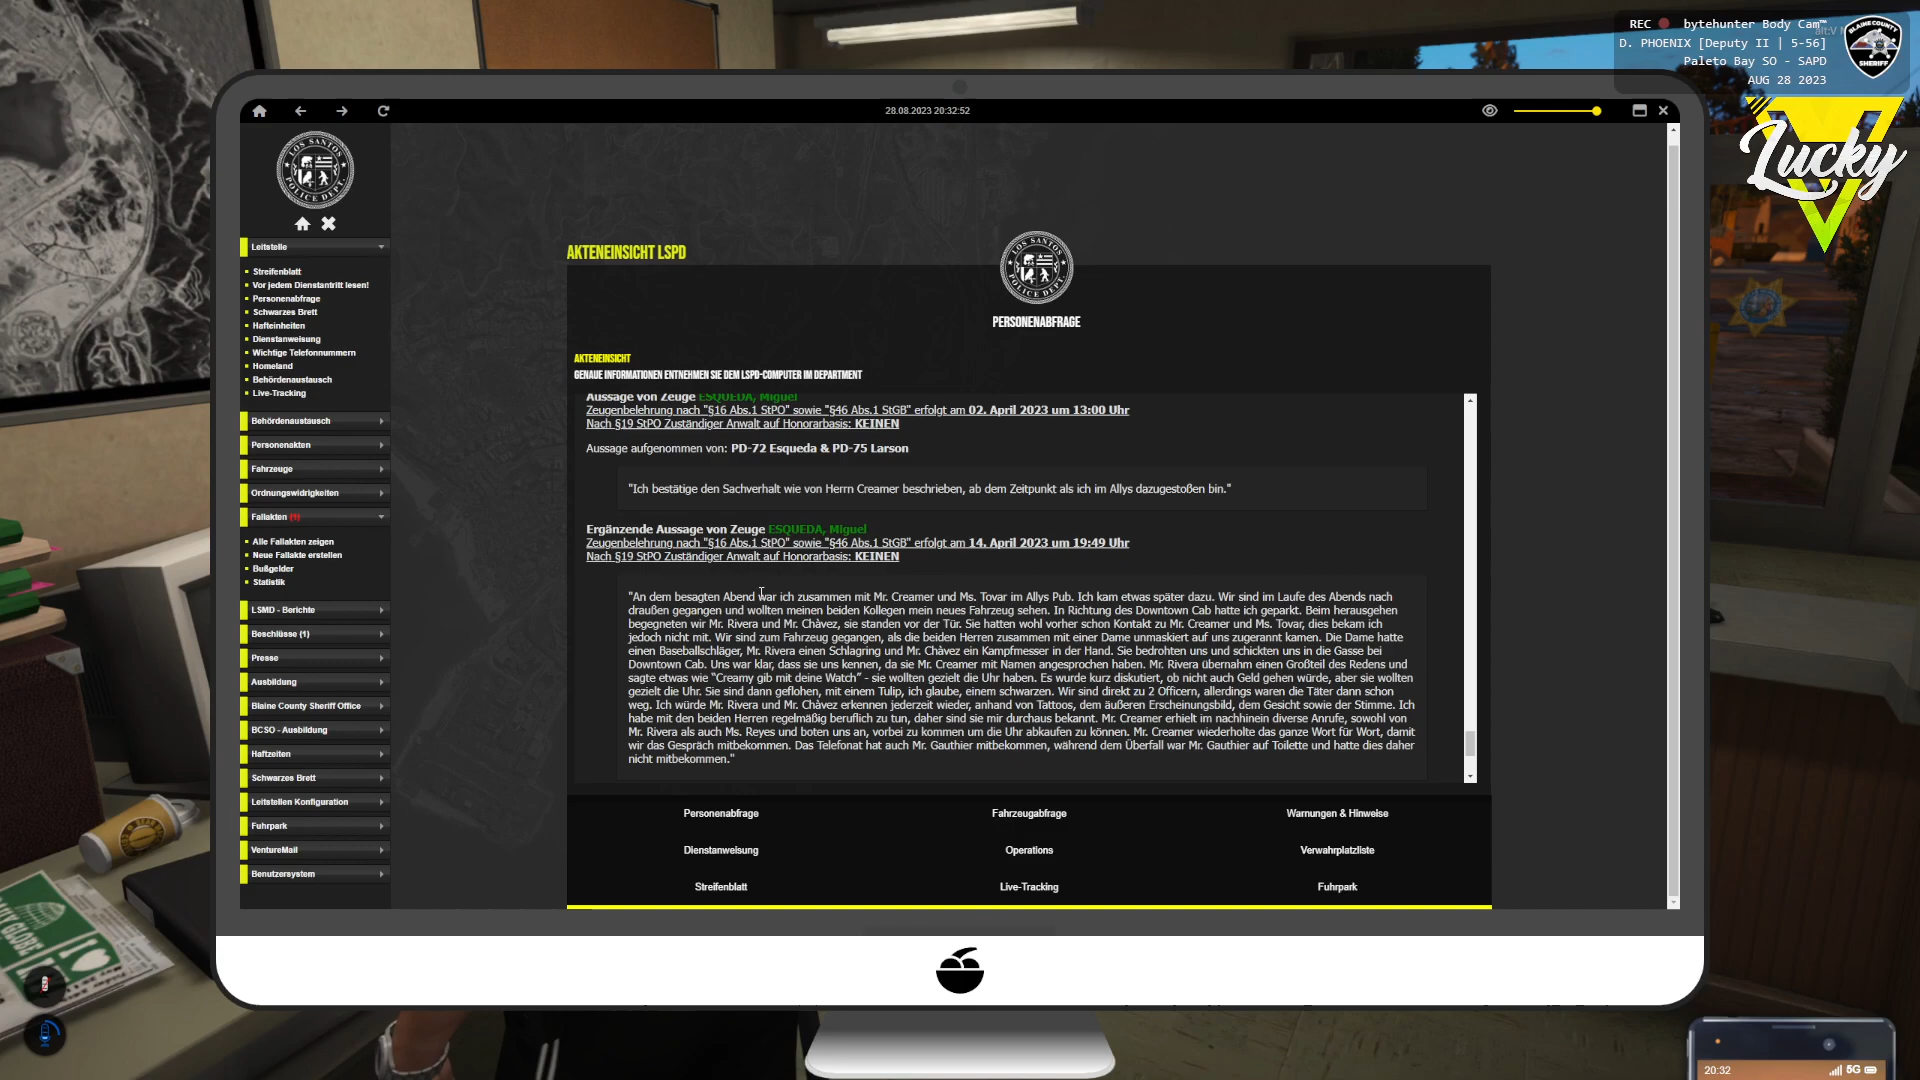 REC bytehunter Body Cam™
D. PHOENIX [Deputy II | 5-56]
Paleto Bay SO - SAPD
AUG 28 2023
BLAINE COUNTY
SHERIFF
Lucky
28.08.2023 20:32:52
LOS SANTOS
POLICE DEPT.
Leitstelle
Streifenblatt
Vor jedem Dienstantritt lesen!
Personenabfrage
Schwarzes Brett
Hafteinheiten
Dienstanweisung
Wichtige Telefonnummern
Homeland
Behördenaustausch
Live-Tracking
Behördenaustausch
Personenakten
Fahrzeuge
Ordnungswidrigkeiten
Fallakten (1)
Alle Fallakten zeigen
Neue Fallakte erstellen
Bußgelder
Statistik
LSMD - Berichte
Beschlüsse (1)
Presse
Ausbildung
Blaine County Sheriff Office
BCSO - Ausbildung
Haftzeiten
Schwarzes Brett
Leitstellen Konfiguration
Fuhrpark
VentureMail
Benutzersystem
AKTENEINSICHT LSPD
LOS SANTOS
POLICE DEPT.
PERSONENABFRAGE
AKTENEINSICHT
GENAUE INFORMATIONEN ENTNEHMEN SIE DEM LSPD-COMPUTER IM DEPARTMENT
Aussage von Zeuge ESQUEDA, Miguel
Zeugenbelehrung nach "§16 Abs.1 StPO" sowie "§46 Abs.1 StGB" erfolgt am 02. April 2023 um 13:00 Uhr
Nach §19 StPO Zuständiger Anwalt auf Honorarbasis: KEINEN
Aussage aufgenommen von: PD-72 Esqueda & PD-75 Larson
"Ich bestätige den Sachverhalt wie von Herrn Creamer beschrieben, ab dem Zeitpunkt als ich im Allys dazugestoßen bin."
Ergänzende Aussage von Zeuge ESQUEDA, Miguel
Zeugenbelehrung nach "§16 Abs.1 StPO" sowie "§46 Abs.1 StGB" erfolgt am 14. April 2023 um 19:49 Uhr
Nach §19 StPO Zuständiger Anwalt auf Honorarbasis: KEINEN
"An dem besagten Abend war ich zusammen mit Mr. Creamer und Ms. Tovar im Allys Pub. Ich kam etwas später dazu. Wir sind im Laufe des Abends nach
draußen gegangen und wollten meinen beiden Kollegen mein neues Fahrzeug sehen. In Richtung des Downtown Cab hatte ich geparkt. Beim herausgehen
begegneten wir Mr. Rivera und Mr. Chàvez, sie standen vor der Tür. Sie hatten wohl vorher schon Kontakt zu Mr. Creamer und Ms. Tovar, dies bekam ich
jedoch nicht mit. Wir sind zum Fahrzeug gegangen, als die beiden Herren zusammen mit einer Dame unmaskiert auf uns zugerannt kamen. Die Dame hatte
einen Baseballschläger, Mr. Rivera einen Schlagring und Mr. Chàvez ein Kampfmesser in der Hand. Sie bedrohten uns und schickten uns in die Gasse bei
Downtown Cab. Uns war klar, dass sie uns kennen, da sie Mr. Creamer mit Namen angesprochen haben. Mr. Rivera übernahm einen Großteil des Redens und
sagte etwas wie "Creamy gib mit deine Watch" - sie wollten gezielt die Uhr haben. Es wurde kurz diskutiert, ob nicht auch Geld gehen würde, aber sie wollten
gezielt die Uhr. Sie sind dann geflohen, mit einem Tulip, ich glaube, einem schwarzen. Wir sind direkt zu 2 Officern, allerdings waren die Täter dann schon
weg. Ich würde Mr. Rivera und Mr. Chàvez erkennen jederzeit wieder, anhand von Tattoos, dem äußeren Erscheinungsbild, dem Gesicht sowie der Stimme. Ich
habe mit den beiden Herren regelmäßig beruflich zu tun, daher sind sie mir durchaus bekannt. Mr. Creamer erhielt im nachhinein diverse Anrufe, sowohl von
Mr. Rivera als auch Ms. Reyes und boten uns an, vorbei zu kommen um die Uhr abkaufen zu können. Mr. Creamer wiederholte das ganze Wort für Wort, damit
wir das Gespräch mitbekommen. Das Telefonat hat auch Mr. Gauthier mitbekommen, während dem Überfall war Mr. Gauthier auf Toilette und hatte dies daher
nicht mitbekommen."
Personenabfrage Fahrzeugabfrage Warnungen & Hinweise
Dienstanweisung Operations Verwahrplatzliste
Streifenblatt Live-Tracking Fuhrpark
20:32 5G